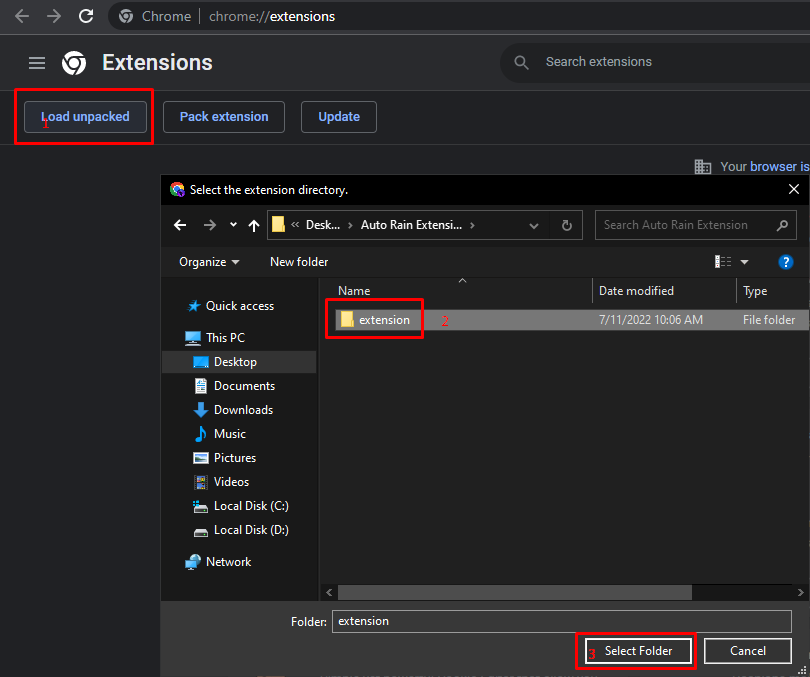 Chrome | chrome://extensions
Extensions
Search extensions
Load unpacked
1
Pack extension
Update
Your browser is
Select the extension directory.
« Desk... › Auto Rain Extensi... ›
Search Auto Rain Extension
Organize
New folder
?
Name
Date modified
Type
extension
2
7/11/2022 10:06 AM
File folder
Quick access
This PC
Desktop
Documents
Downloads
Music
Pictures
Videos
Local Disk (C:)
Local Disk (D:)
Network
Folder:
extension
3
Select Folder
Cancel